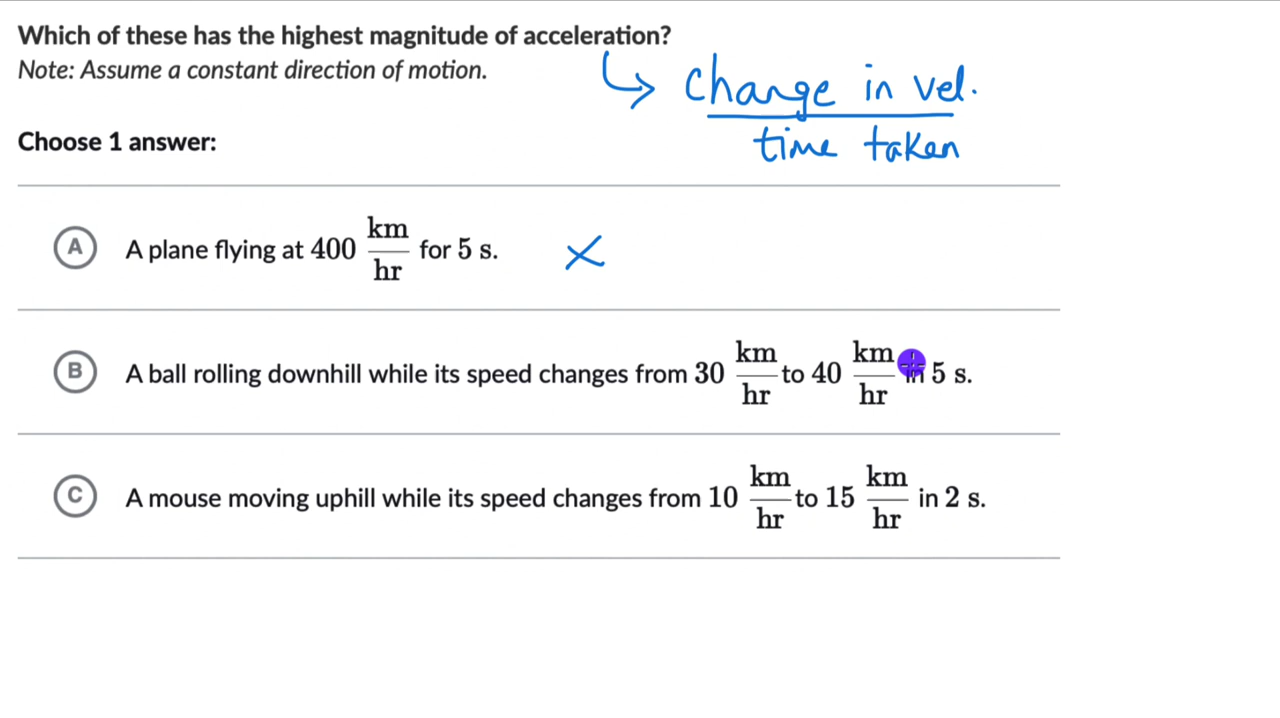 Which of these has the highest magnitude of acceleration?
Note: Assume a constant direction of motion.
change in vel.
time taken
Choose 1 answer:
A A plane flying at 400 km/hr for 5 s. X
B A ball rolling downhill while its speed changes from 30 km/hr to 40 km/hr in 5 s.
C A mouse moving uphill while its speed changes from 10 km/hr to 15 km/hr in 2 s.